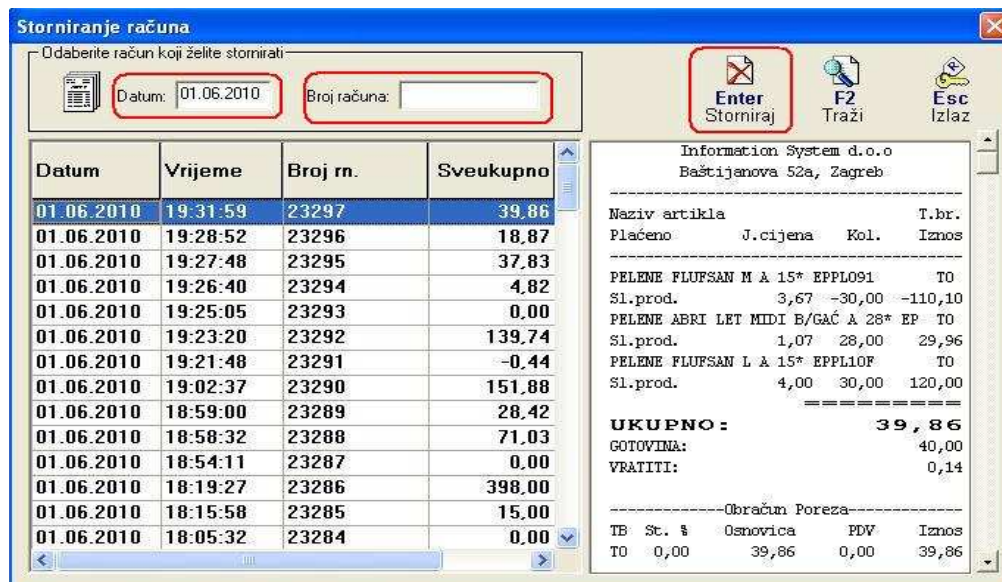 Storniranje računa
Odaberite račun koji želite stornirati
Datum: 01.06.2010 Broj računa:
Enter F2 Esc
Storniraj Traži Izlaz
Datum Vrijeme Broj rn. Sveukupno
01.06.2010 19:31:59 23297 39,86
01.06.2010 19:28:52 23296 18,87
01.06.2010 19:27:48 23295 37,83
01.06.2010 19:26:40 23294 4,82
01.06.2010 19:25:05 23293 0,00
01.06.2010 19:23:20 23292 139,74
01.06.2010 19:21:48 23291 -0,44
01.06.2010 19:02:37 23290 151,88
01.06.2010 18:59:00 23289 28,42
01.06.2010 18:58:32 23288 71,03
01.06.2010 18:54:11 23287 0,00
01.06.2010 18:19:27 23286 398,00
01.06.2010 18:15:58 23285 15,00
01.06.2010 18:05:32 23284 0,00
Information System d.o.o
Baštijanova 52a, Zagreb
------------------------------------
Naziv artikla T.br.
Plaćeno J.cijena Kol. Iznos
------------------------------------
PELENE FLUFSAN M A 15* EPPL091 T0
Sl.prod. 3,67 -30,00 -110,10
PELENE ABRI LET MIDI B/GAĆ A 28* EP T0
Sl.prod. 1,07 28,00 29,96
PELENE FLUFSAN L A 15* EPPL10F T0
Sl.prod. 4,00 30,00 120,00
==========
UKUPNO: 39,86
GOTOVINA: 40,00
VRATITI: 0,14
------------Obračun Poreza------------
TB St. % Osnovica PDV Iznos
T0 0,00 39,86 0,00 39,86